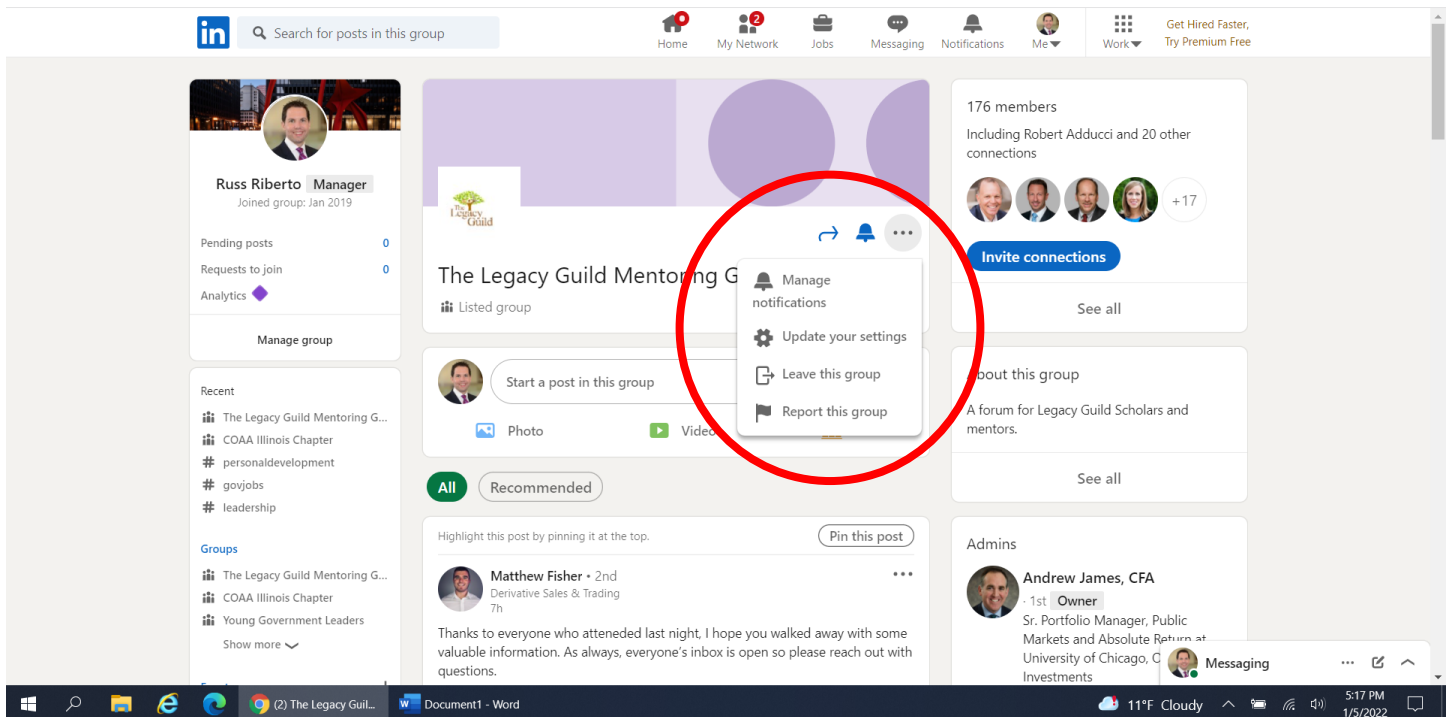 in
Search for posts in this group
Home
2
My Network
Jobs
Messaging
Notifications
Me
Work
Get Hired Faster,
Try Premium Free
Russ Riberto Manager
Joined group: Jan 2019
Pending posts 0
Requests to join 0
Analytics
Manage group
Recent
The Legacy Guild Mentoring G...
COAA Illinois Chapter
# personaldevelopment
# govjobs
# leadership
Groups
The Legacy Guild Mentoring G...
COAA Illinois Chapter
Young Government Leaders
Show more
The
Legacy
Guild
The Legacy Guild Mentoring G
Listed group
Manage
notifications
Update your settings
Leave this group
Report this group
Start a post in this group
Photo
Video
All
Recommended
Highlight this post by pinning it at the top.
Pin this post
Matthew Fisher • 2nd
Derivative Sales & Trading
7h
Thanks to everyone who atteneded last night, I hope you walked away with some
valuable information. As always, everyone's inbox is open so please reach out with
questions.
176 members
Including Robert Adducci and 20 other
connections
+17
Invite connections
See all
About this group
A forum for Legacy Guild Scholars and
mentors.
See all
Admins
Andrew James, CFA
· 1st Owner
Sr. Portfolio Manager, Public
Markets and Absolute Return at
University of Chicago, O
Investments
Messaging
(2) The Legacy Guil...
Document1 - Word
11°F Cloudy
5:17 PM
1/5/2022